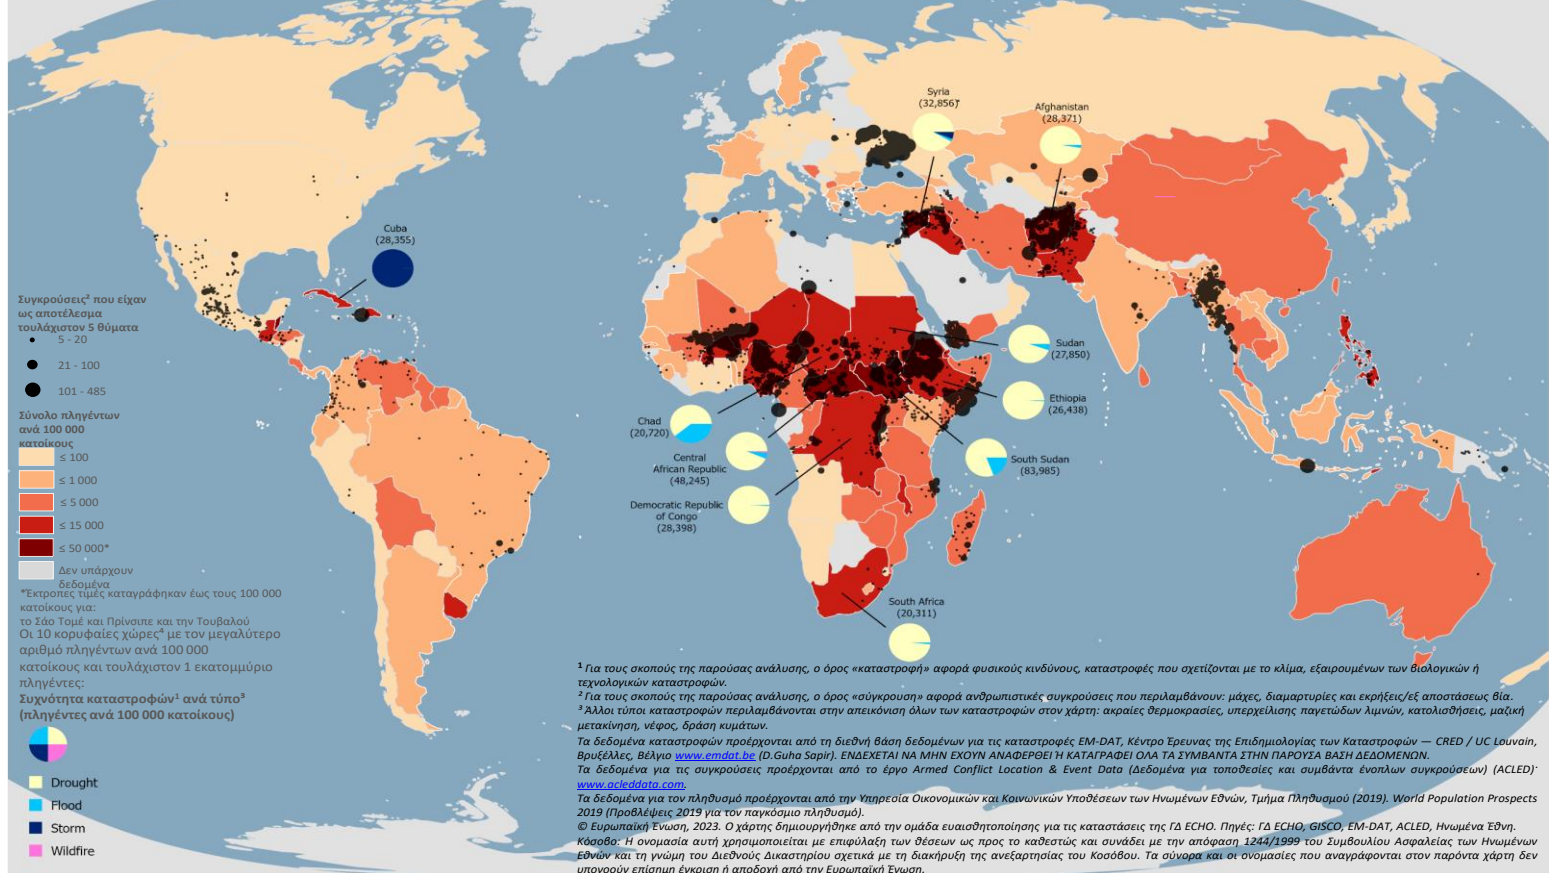 Syria
(32,856)*
Afghanistan
(28,371)
Cuba
(28,355)
Συγκρούσεις² που είχαν
ως αποτέλεσμα
τουλάχιστον 5 θύματα
5 - 20
21 - 100
101 - 485
Σύνολο πληγέντων
ανά 100 000
κατοίκους
≤ 100
≤ 1 000
≤ 5 000
≤ 15 000
≤ 50 000*
Δεν υπάρχουν
δεδομένα
*Έκτροπες τιμές καταγράφηκαν έως τους 100 000
κατοίκους για:
το Σάο Τομέ και Πρίνσιπε και την Τουβαλού
Οι 10 κορυφαίες χώρες⁴ με τον μεγαλύτερο
αριθμό πληγέντων ανά 100 000
κατοίκους και τουλάχιστον 1 εκατομμύριο
πληγέντες:
Συχνότητα καταστροφών¹ ανά τύπο³
(πληγέντες ανά 100 000 κατοίκους)
Drought
Flood
Storm
Wildfire
Sudan
(27,850)
Ethiopia
(26,438)
Chad
(20,720)
Central
African Republic
(48,245)
South Sudan
(83,985)
Democratic Republic
of Congo
(28,398)
South Africa
(20,311)
¹ Για τους σκοπούς της παρούσας ανάλυσης, ο όρος «καταστροφή» αφορά φυσικούς κινδύνους, καταστροφές που σχετίζονται με το κλίμα, εξαιρουμένων των βιολογικών ή
τεχνολογικών καταστροφών.
² Για τους σκοπούς της παρούσας ανάλυσης, ο όρος «σύγκρουση» αφορά ανθρωπιστικές συγκρούσεις που περιλαμβάνουν: μάχες, διαμαρτυρίες και εκρήξεις/εξ αποστάσεως βία.
³ Άλλοι τύποι καταστροφών περιλαμβάνονται στην απεικόνιση όλων των καταστροφών στον χάρτη: ακραίες θερμοκρασίες, υπερχείλισης παγετώδων λιμνών, κατολισθήσεις, μαζική
μετακίνηση, νέφος, δράση κυμάτων.
Τα δεδομένα καταστροφών προέρχονται από τη διεθνή βάση δεδομένων για τις καταστροφές EM-DAT, Κέντρο Έρευνας της Επιδημιολογίας των Καταστροφών — CRED / UC Louvain,
Βρυξέλλες, Βέλγιο www.emdat.be (D.Guha Sapir). ΕΝΔΕΧΕΤΑΙ ΝΑ ΜΗΝ ΕΧΟΥΝ ΑΝΑΦΕΡΘΕΙ Ή ΚΑΤΑΓΡΑΦΕΙ ΟΛΑ ΤΑ ΣΥΜΒΑΝΤΑ ΣΤΗΝ ΠΑΡΟΥΣΑ ΒΑΣΗ ΔΕΔΟΜΕΝΩΝ.
Τα δεδομένα για τις συγκρούσεις προέρχονται από το έργο Armed Conflict Location & Event Data (Δεδομένα για τοποθεσίες και συμβάντα ένοπλων συγκρούσεων) (ACLED)·
www.acleddata.com.
Τα δεδομένα για τον πληθυσμό προέρχονται από την Υπηρεσία Οικονομικών και Κοινωνικών Υποθέσεων των Ηνωμένων Εθνών, Τμήμα Πληθυσμού (2019). World Population Prospects
2019 (Προβλέψεις 2019 για τον παγκόσμιο πληθυσμό).
© Ευρωπαϊκή Ένωση, 2023. Ο χάρτης δημιουργήθηκε από την ομάδα ευαισθητοποίησης για τις καταστάσεις της ΓΔ ECHO. Πηγές: ΓΔ ECHO, GISCO, EM-DAT, ACLED, Ηνωμένα Έθνη.
Κόσοβο: Η ονομασία αυτή χρησιμοποιείται με επιφύλαξη των θέσεων ως προς το καθεστώς και συνάδει με την απόφαση 1244/1999 του Συμβουλίου Ασφαλείας των Ηνωμένων
Εθνών και τη γνώμη του Διεθνούς Δικαστηρίου σχετικά με τη διακήρυξη της ανεξαρτησίας του Κοσόβου. Τα σύνορα και οι ονομασίες που αναγράφονται στον παρόντα χάρτη δεν
υπονοούν επίσημη έγκριση ή αποδοχή από την Ευρωπαϊκή Ένωση.